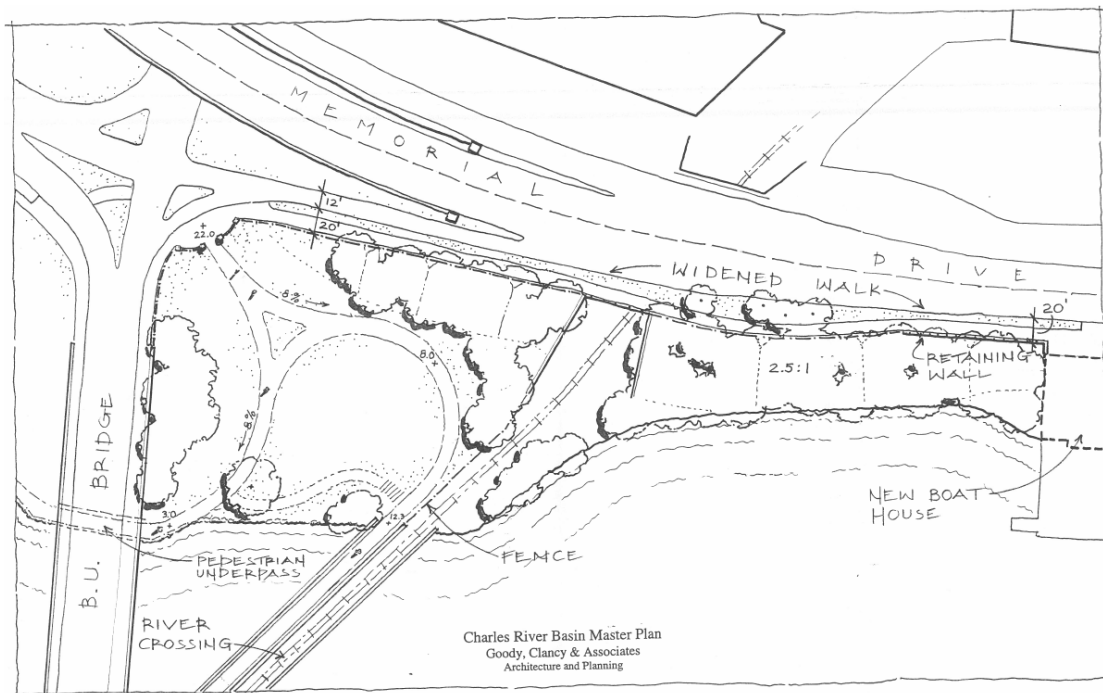 MEMORIAL
DRIVE
12'
20'
+
22.0
8%
WIDENED WALK
20'
RETAINING
WALL
8.0
+
2.5:1
8%
B.U. BRIDGE
NEW BOAT
HOUSE
3.0
+
12.3
+
PEDESTRIAN
UNDERPASS
FENCE
RIVER
CROSSING
Charles River Basin Master Plan
Goody, Clancy & Associates
Architecture and Planning